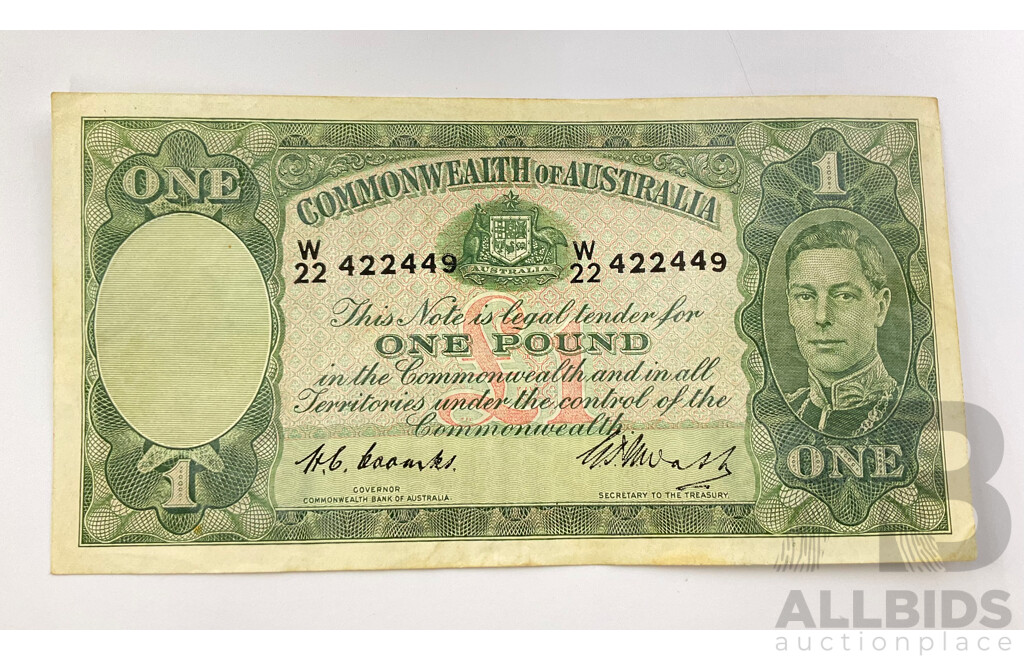 ONE
1
COMMONWEALTH OF AUSTRALIA
AUSTRALIA
W
22 422449
W
22 422449
£1
This Note is legal tender for
ONE POUND
in the Commonwealth and in all
Territories under the control of the
Commonwealth.
H.C. Coombs.
GOVERNOR
COMMONWEALTH BANK OF AUSTRALIA.
SECRETARY TO THE TREASURY.
1
ONE
B
ALLBIDS
auctionplace